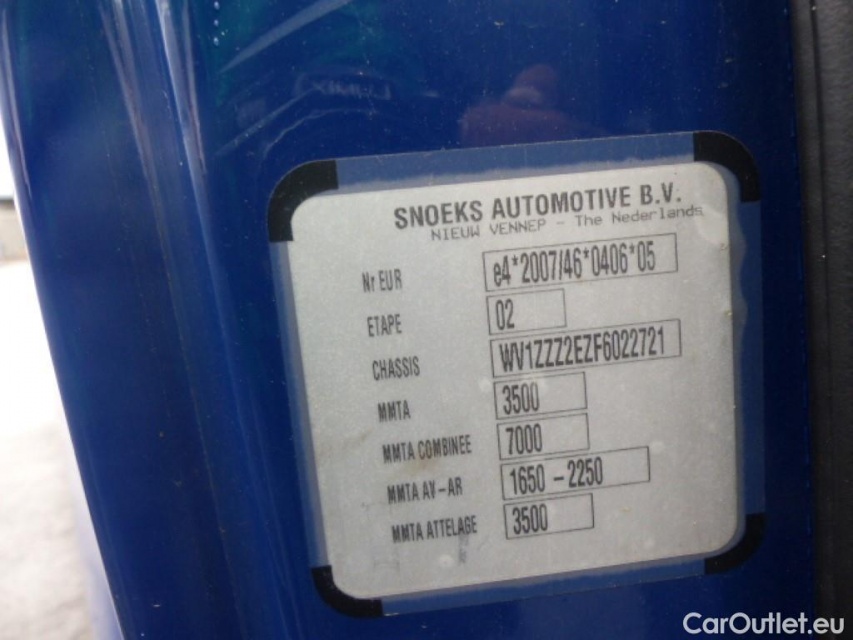 SNOEKS AUTOMOTIVE B.V.
NIEUW VENNEP - The Nederlands
Nr EUR e4*2007/46*0406*05
ETAPE 02
CHASSIS WV1ZZZ2EZF6022721
MMTA 3500
MMTA COMBINEE 7000
MMTA AV-AR 1650-2250
MMTA ATTELAGE 3500
CarOutlet.eu